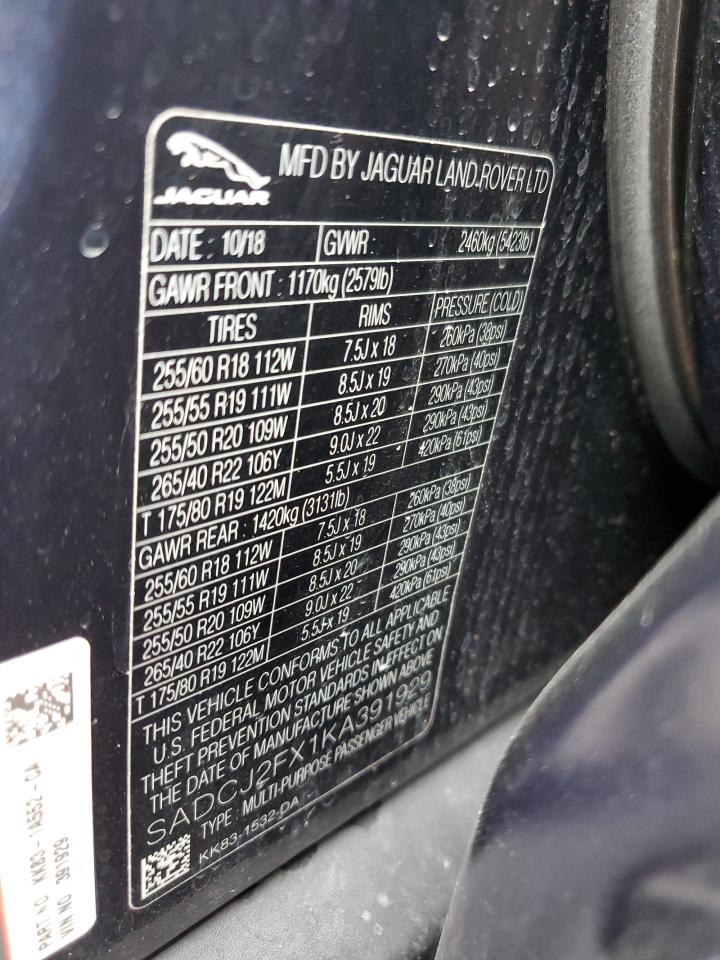 JAGUAR
MFD BY JAGUAR LAND ROVER LTD
DATE : 10/18 GVWR : 2460kg (5423lb)
GAWR FRONT : 1170kg (2579lb)
TIRES RIMS PRESSURE (COLD)
255/60 R18 112W 7.5J x 18 260kPa (38psi)
255/55 R19 111W 8.5J x 19 270kPa (40psi)
255/50 R20 109W 8.5J x 20 290kPa (43psi)
265/40 R22 106Y 9.0J x 22 290kPa (43psi)
T 175/80 R19 122M 5.5J x 19 420kPa (61psi)
GAWR REAR : 1420kg (3131lb)
255/60 R18 112W 7.5J x 18 260kPa (38psi)
255/55 R19 111W 8.5J x 19 270kPa (40psi)
255/50 R20 109W 8.5J x 20 290kPa (43psi)
265/40 R22 106Y 9.0J x 22 290kPa (43psi)
T 175/80 R19 122M 5.5J x 19 420kPa (61psi)
THIS VEHICLE CONFORMS TO ALL APPLICABLE
U.S. FEDERAL MOTOR VEHICLE SAFETY AND
THEFT PREVENTION STANDARDS IN EFFECT ON
THE DATE OF MANUFACTURE SHOWN ABOVE
SADCJ2FX1KA391929
TYPE : MULTI-PURPOSE PASSENGER VEHICLE
KK83-1532-DA
PART NO KK83 - 1A552 - CA
VIN NO 391929